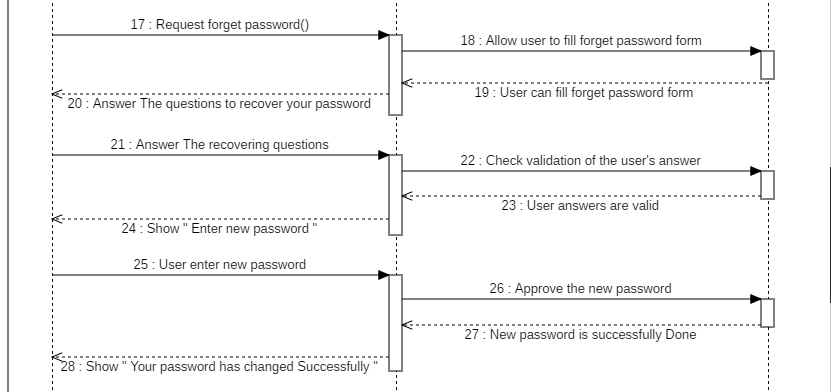 17 : Request forget password()
18 : Allow user to fill forget password form
19 : User can fill forget password form
20 : Answer The questions to recover your password
21 : Answer The recovering questions
22 : Check validation of the user's answer
23 : User answers are valid
24 : Show " Enter new password "
25 : User enter new password
26 : Approve the new password
27 : New password is successfully Done
28 : Show " Your password has changed Successfully "